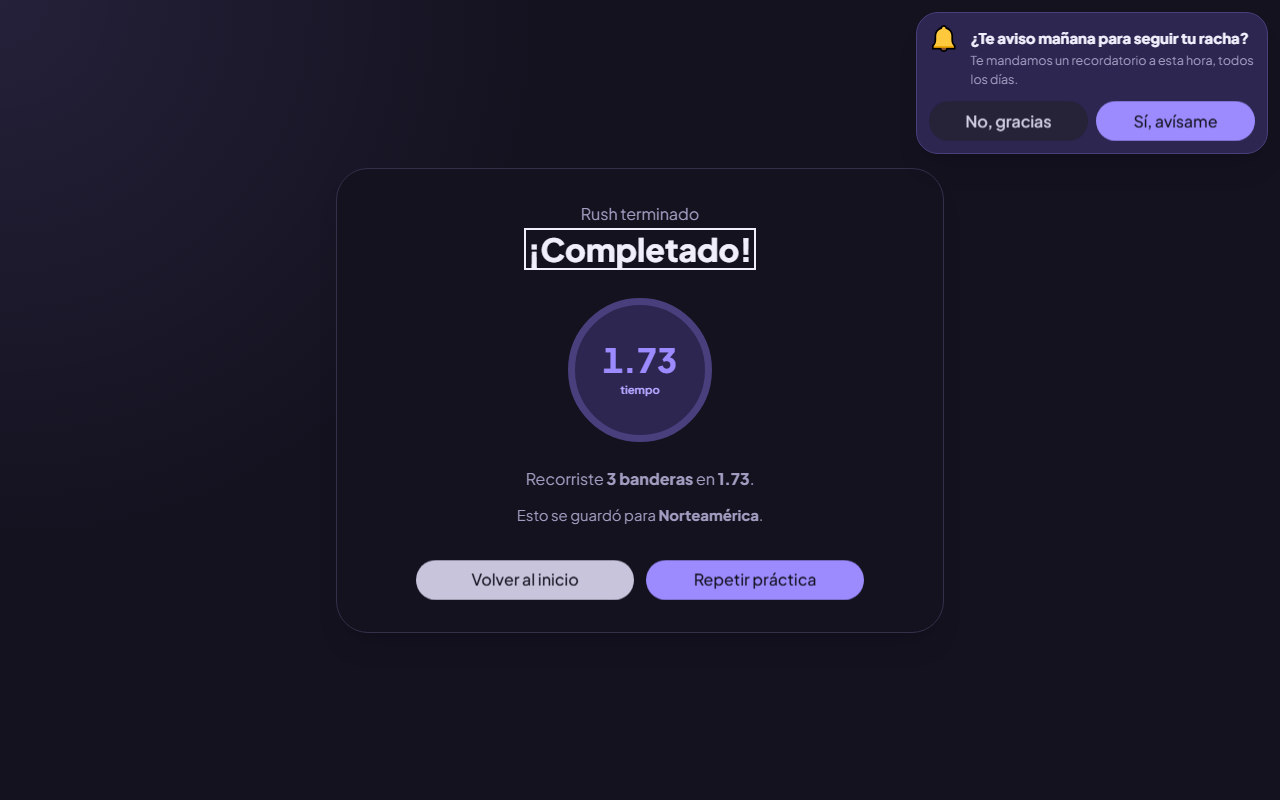 ¿Te aviso mañana para seguir tu racha?
Te mandamos un recordatorio a esta hora, todos
los días.
No, gracias
Sí, avísame
Rush terminado
¡Completado!
1.73
tiempo
Recorriste 3 banderas en 1.73.
Esto se guardó para Norteamérica.
Volver al inicio
Repetir práctica